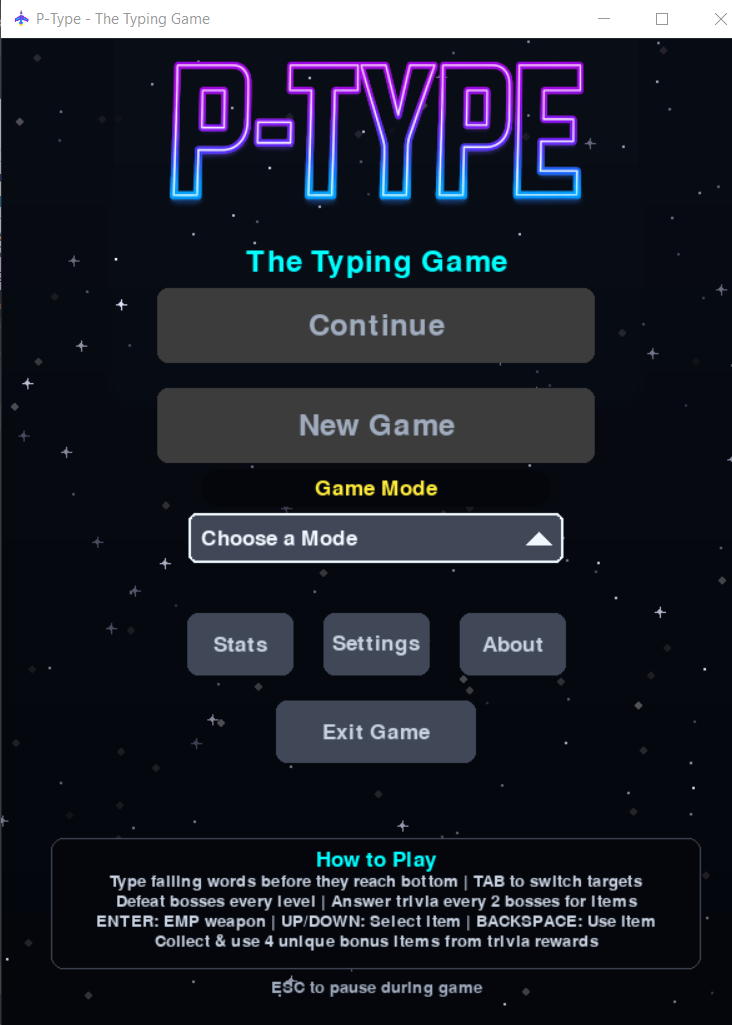 P-Type - The Typing Game
P-TYPE
The Typing Game
Continue
New Game
Game Mode
Choose a Mode
Stats
Settings
About
Exit Game
How to Play
Type falling words before they reach bottom | TAB to switch targets
Defeat bosses every level | Answer trivia every 2 bosses for items
ENTER: EMP weapon | UP/DOWN: Select item | BACKSPACE: Use item
Collect & use 4 unique bonus items from trivia rewards
ESC to pause during game